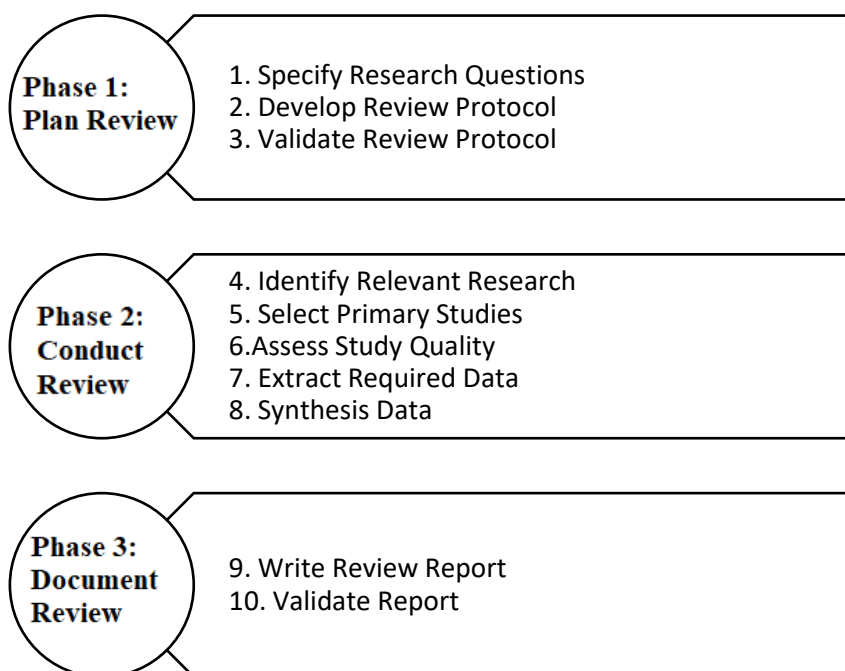 Phase 1:
Plan Review
1. Specify Research Questions
2. Develop Review Protocol
3. Validate Review Protocol
Phase 2:
Conduct
Review
4. Identify Relevant Research
5. Select Primary Studies
6.Assess Study Quality
7. Extract Required Data
8. Synthesis Data
Phase 3:
Document
Review
9. Write Review Report
10. Validate Report